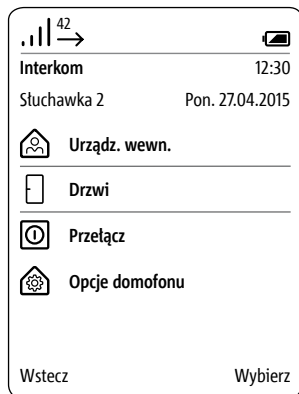 42
Interkom 12:30
Słuchawka 2 Pon. 27.04.2015
Urządz. wewn.
Drzwi
Przełącz
Opcje domofonu
Wstecz Wybierz